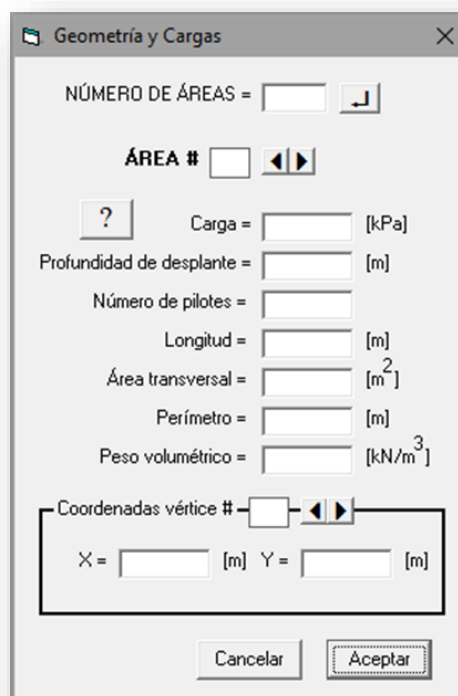 Geometría y Cargas
NÚMERO DE ÁREAS =
ÁREA #
? Carga = [kPa]
Profundidad de desplante = [m]
Número de pilotes =
Longitud = [m]
Área transversal = [m²]
Perímetro = [m]
Peso volumétrico = [kN/m³]
Coordenadas vértice #
X = [m] Y = [m]
Cancelar Aceptar